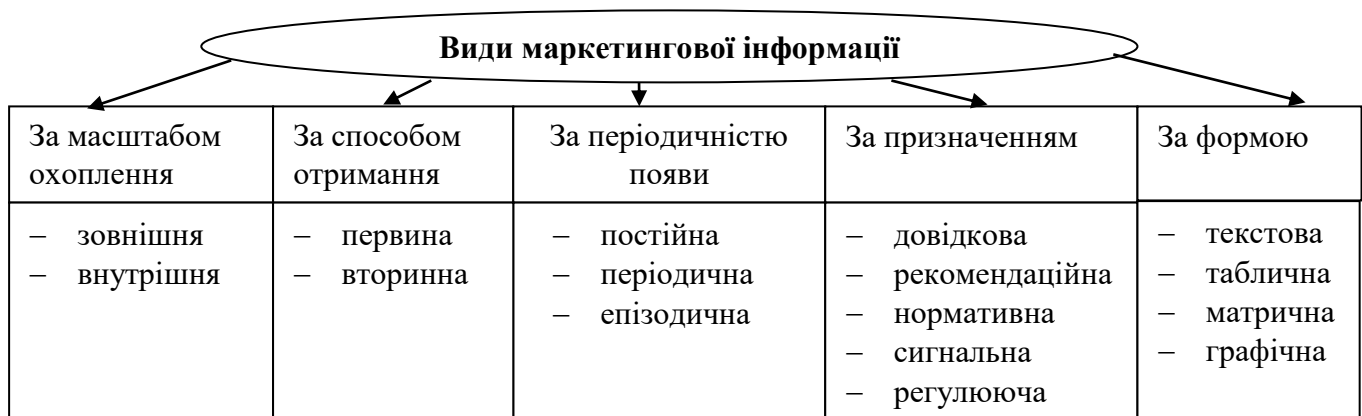 Види маркетингової інформації
За масштабом
охоплення
– зовнішня
– внутрішня
За способом
отримання
– первина
– вторинна
За періодичністю
появи
– постійна
– періодична
– епізодична
За призначенням
– довідкова
– рекомендаційна
– нормативна
– сигнальна
– регулююча
За формою
– текстова
– таблична
– матрична
– графічна